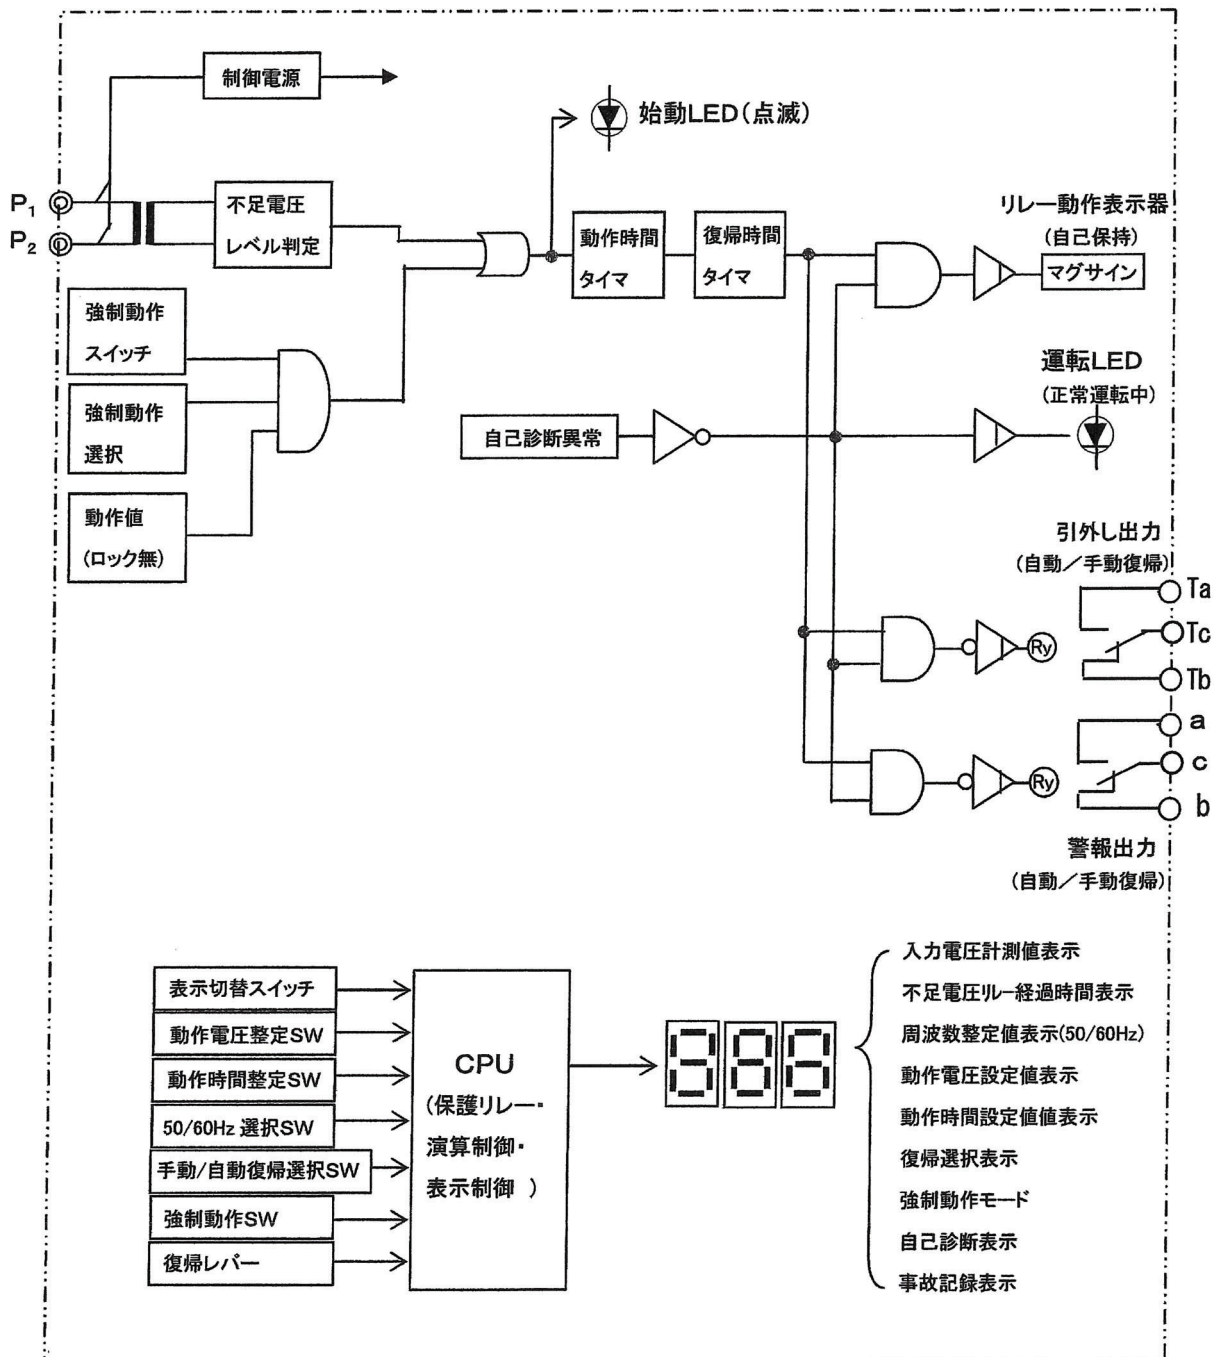 制御電源
始動LED(点滅)
P₁
P₂
不足電圧
レベル判定
動作時間
タイマ
復帰時間
タイマ
リレー動作表示器
(自己保持)
マグサイン
強制動作
スイッチ
強制動作
選択
動作値
(ロック無)
自己診断異常
運転LED
(正常運転中)
引外し出力
(自動/手動復帰)
Ta
Tc
Tb
Ry
a
c
b
Ry
警報出力
(自動/手動復帰)
表示切替スイッチ
動作電圧整定SW
動作時間整定SW
50/60Hz 選択SW
手動/自動復帰選択SW
強制動作SW
復帰レバー
CPU
(保護リレー・
演算制御・
表示制御 )
888
入力電圧計測値表示
不足電圧リレー経過時間表示
周波数整定値表示(50/60Hz)
動作電圧設定値表示
動作時間設定値値表示
復帰選択表示
強制動作モード
自己診断表示
事故記録表示